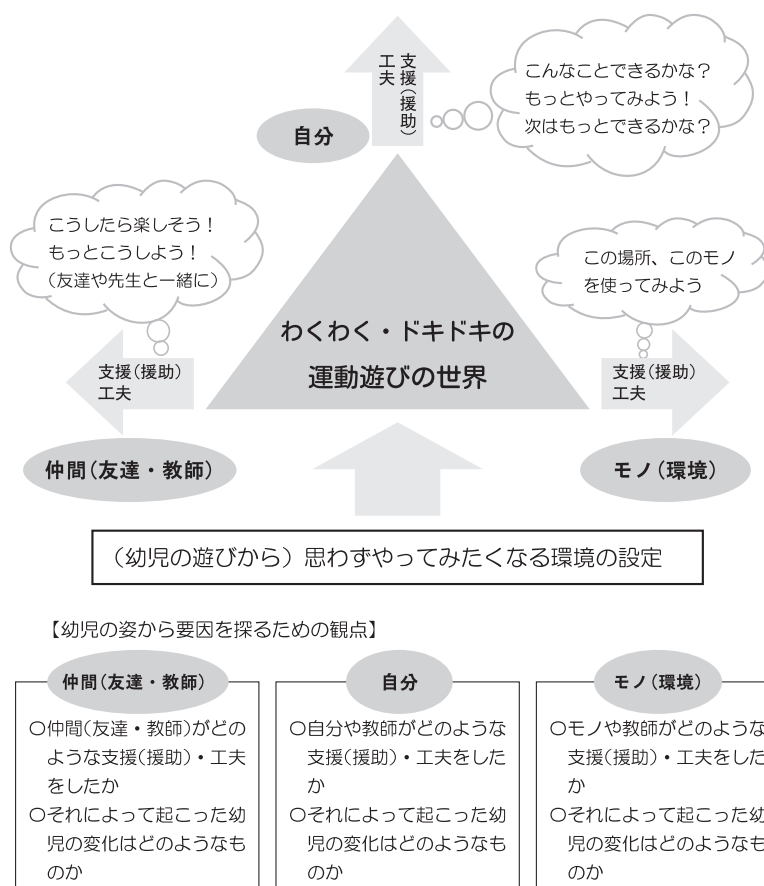 支援(援助)
工夫
自分
こんなことできるかな？
もっとやってみよう！
次はもっとできるかな？
こうしたら楽しそう！
もっとこうしよう！
(友達や先生と一緒に)
この場所、このモノ
を使ってみよう
わくわく・ドキドキの
運動遊びの世界
支援(援助)
工夫
支援(援助)
工夫
仲間(友達・教師)
モノ(環境)
（幼児の遊びから）思わずやってみたくなる環境の設定
【幼児の姿から要因を探るための観点】
仲間(友達・教師)
○仲間(友達・教師)がどの
ような支援(援助)・工夫
をしたか
○それによって起こった幼
児の変化はどのようなも
のか
自分
○自分や教師がどのような
支援(援助)・工夫をした
か
○それによって起こった幼
児の変化はどのようなも
のか
モノ(環境)
○モノや教師がどのような
支援(援助)・工夫をした
か
○それによって起こった幼
児の変化はどのようなも
のか